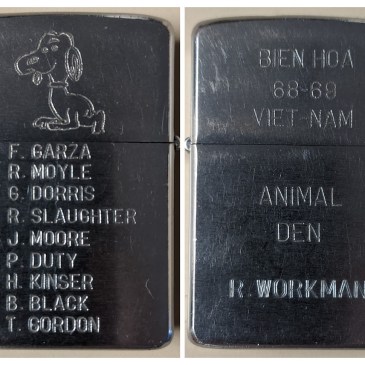 F. GARZA
R. MOYLE
G. DORRIS
R. SLAUGHTER
J. MOORE
P. DUTY
H. KINSER
B. BLACK
T. GORDON
BIEN HOA
68-69
VIET-NAM
ANIMAL
DEN
R. WORKMAN